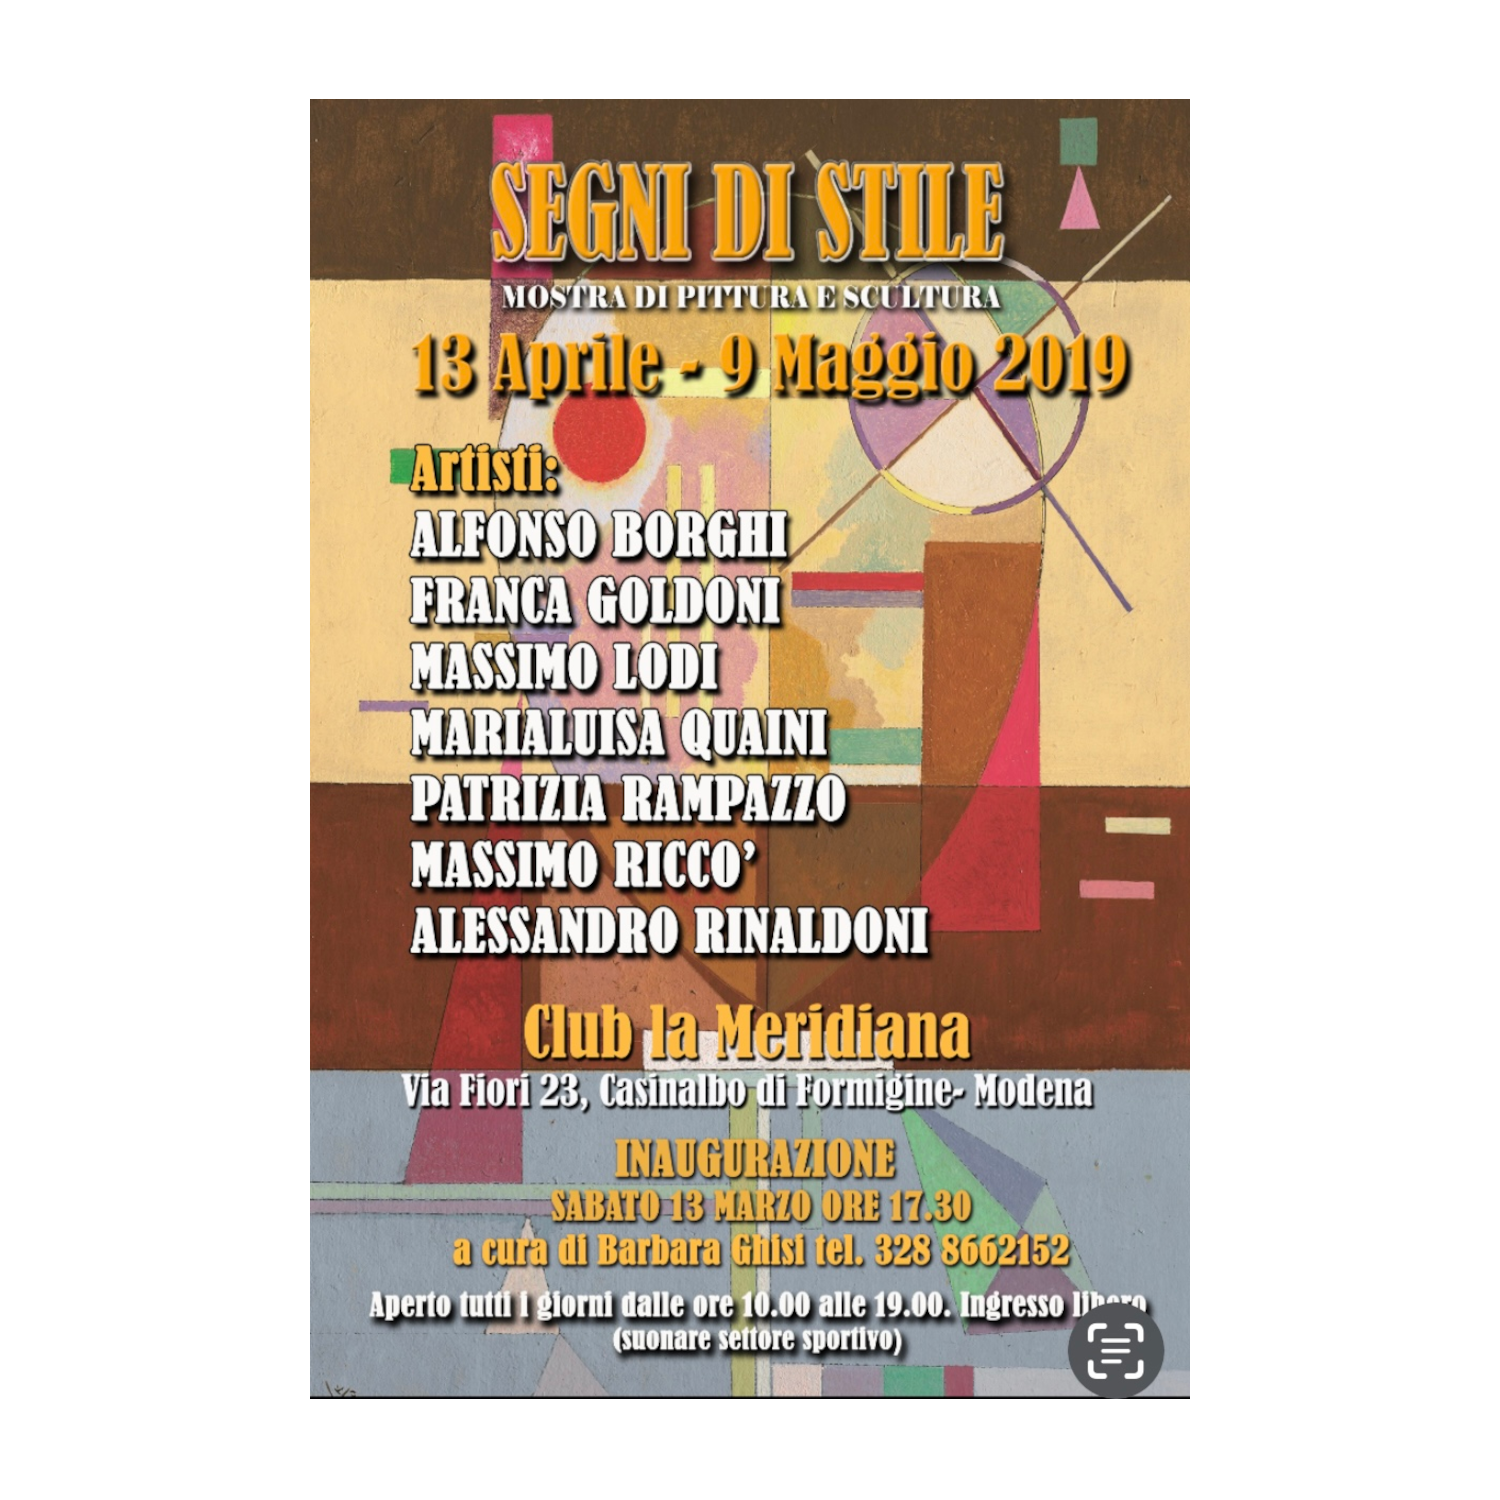 SEGNI DI STILE
MOSTRA DI PITTURA E SCULTURA
13 Aprile - 9 Maggio 2019
Artisti:
ALFONSO BORGHI
FRANCA GOLDONI
MASSIMO LODI
MARIALUISA QUAINI
PATRIZIA RAMPAZZO
MASSIMO RICCO’
ALESSANDRO RINALDONI
Club la Meridiana
Via Fiori 23, Casinalbo di Formigine- Modena
INAUGURAZIONE
SABATO 13 MARZO ORE 17.30
a cura di Barbara Ghisi tel. 328 8662152
Aperto tutti i giorni dalle ore 10.00 alle 19.00. Ingresso libero
(suonare settore sportivo)